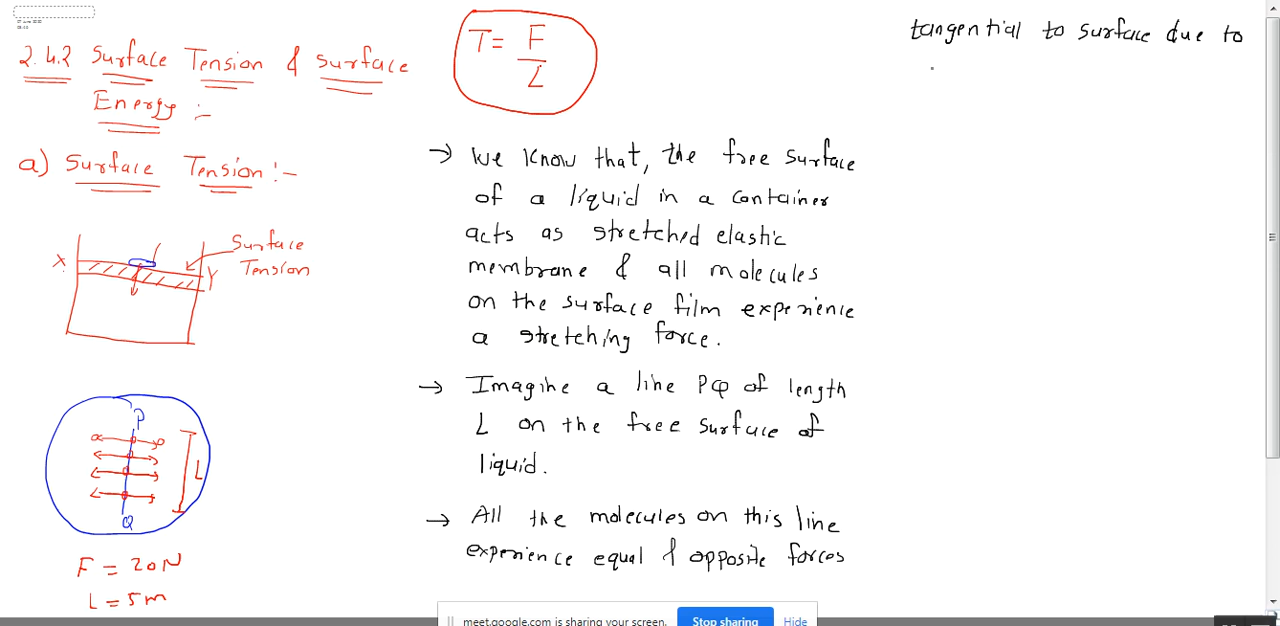 2.4.2 Surface Tension & surface
Energy :-
a) Surface Tension :-
Surface
Tension
X
Y
P
L
Q
F = 20N
L = 5m
T = F
L
→ We know that, the free surface
of a liquid in a container
acts as stretched elastic
membrane & all molecules
on the surface film experience
a stretching force.
→ Imagine a line PQ of length
L on the free surface of
liquid.
→ All the molecules on this line
experience equal & opposite forces
tangential to surface due to
meet.google.com is sharing your screen.
Stop sharing
Hide